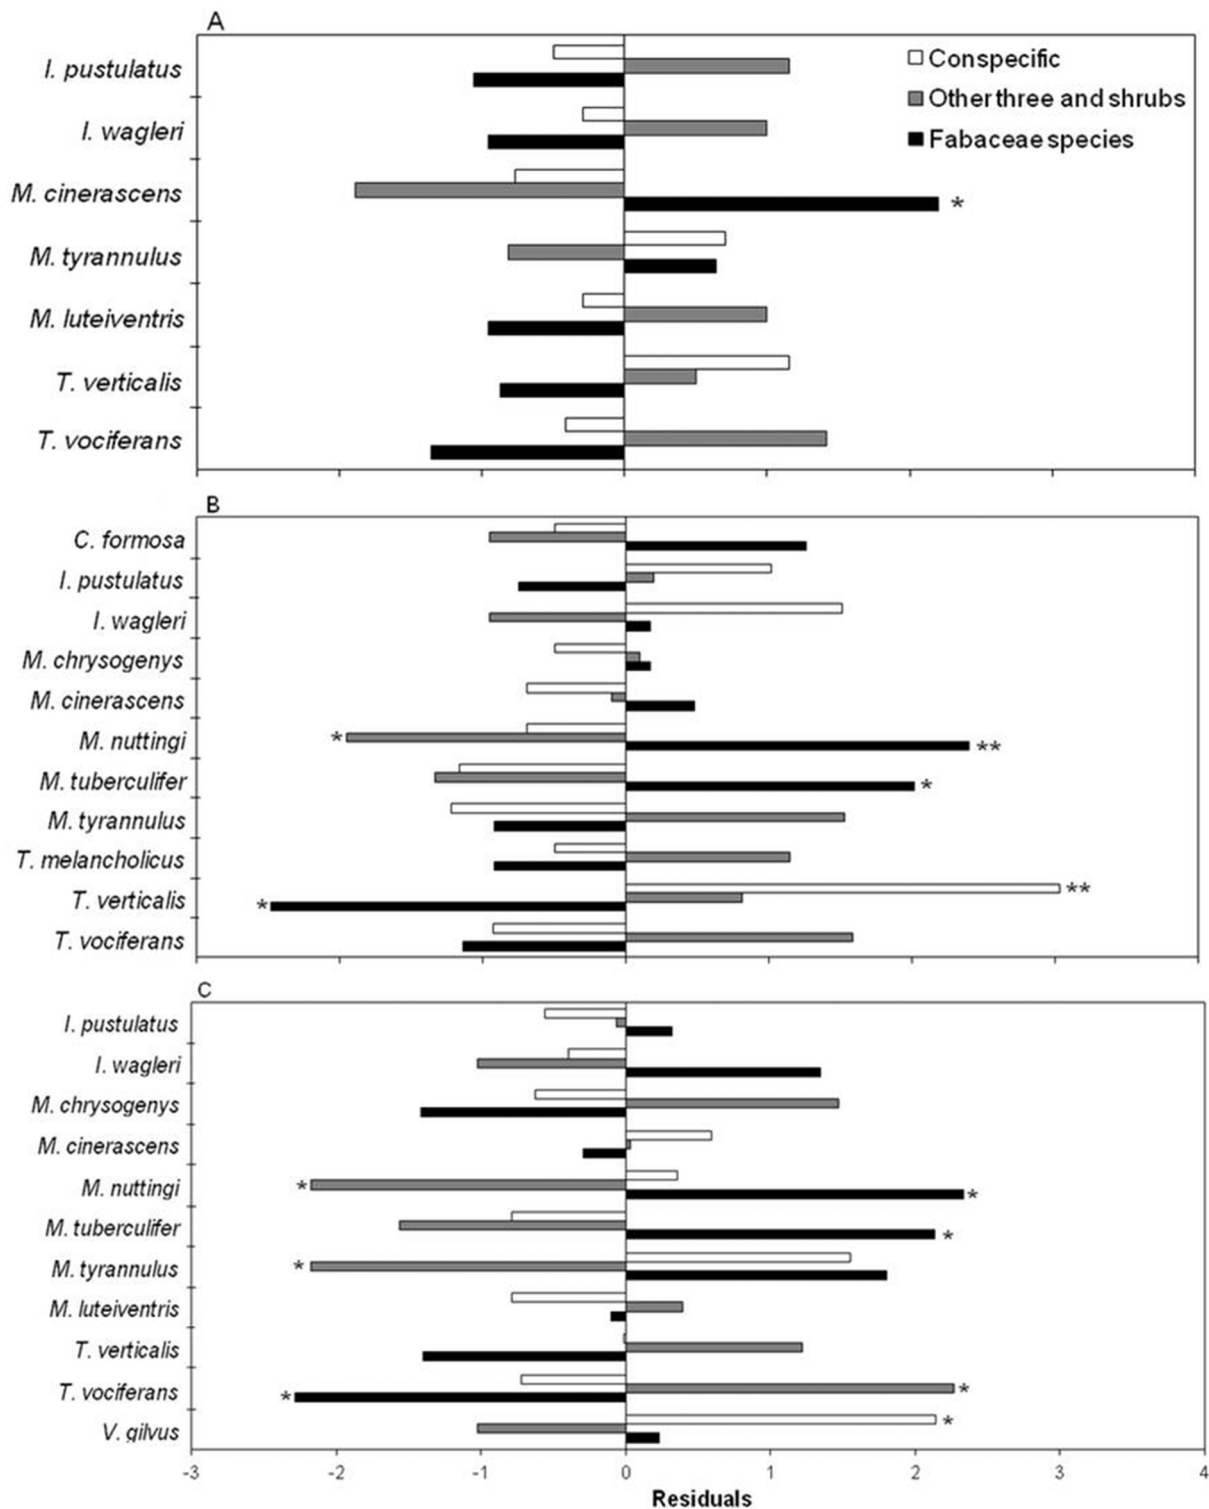 A
I. pustulatus
Conspecific
Other three and shrubs
I. wagleri
Fabaceae species
M. cinerascens
*
M. tyrannulus
M. luteiventris
T. verticalis
T. vociferans
B
C. formosa
I. pustulatus
I. wagleri
M. chrysogenys
M. cinerascens
M. nuttingi
* **
M. tuberculifer
*
M. tyrannulus
T. melancholicus
T. verticalis
**
*
T. vociferans
C
I. pustulatus
I. wagleri
M. chrysogenys
M. cinerascens
M. nuttingi
* *
M. tuberculifer
*
M. tyrannulus
*
M. luteiventris
T. verticalis
T. vociferans
* *
V. gilvus
*
-3 -2 -1 0 1 2 3 4
Residuals